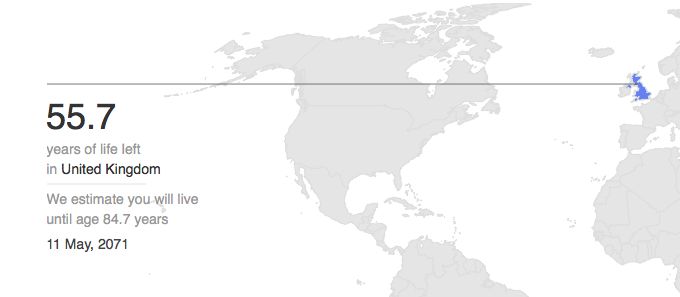 55.7
years of life left
in United Kingdom
We estimate you will live
until age 84.7 years
11 May, 2071